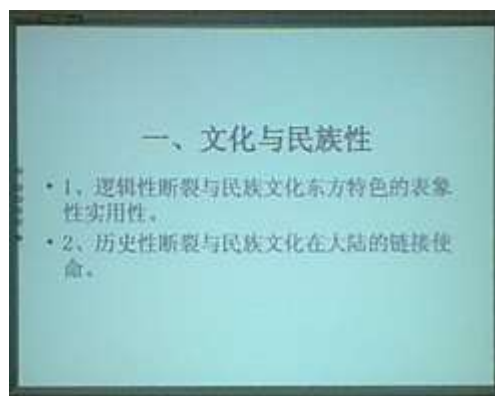 一、文化与民族性
• 1、逻辑性断裂与民族文化东方特色的表象
性实用性。
• 2、历史性断裂与民族文化在大陆的链接使
命。